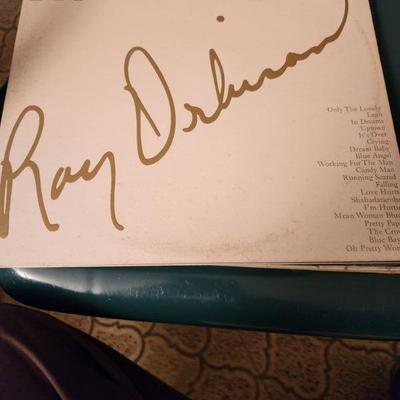 Roy Orbison
Only The Lonely
Leah
In Dreams
Uptown
It's Over
Crying
Dream Baby
Blue Angel
Working For The Man
Candy Man
Running Scared
Falling
Love Hurts
I'm Hurtin
Mean Woman Blue
Pretty Pap
The Crow
Blue Bay
Oh Pretty Wom